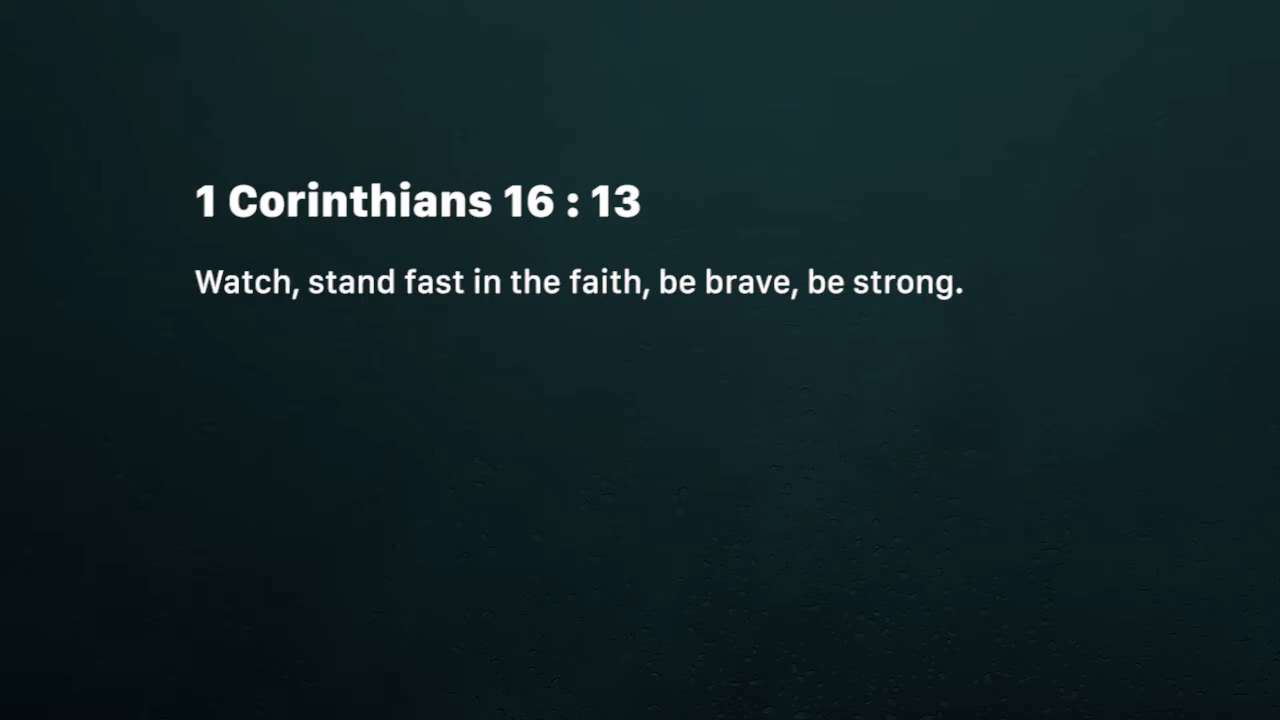 1 Corinthians 16 : 13
Watch, stand fast in the faith, be brave, be strong.